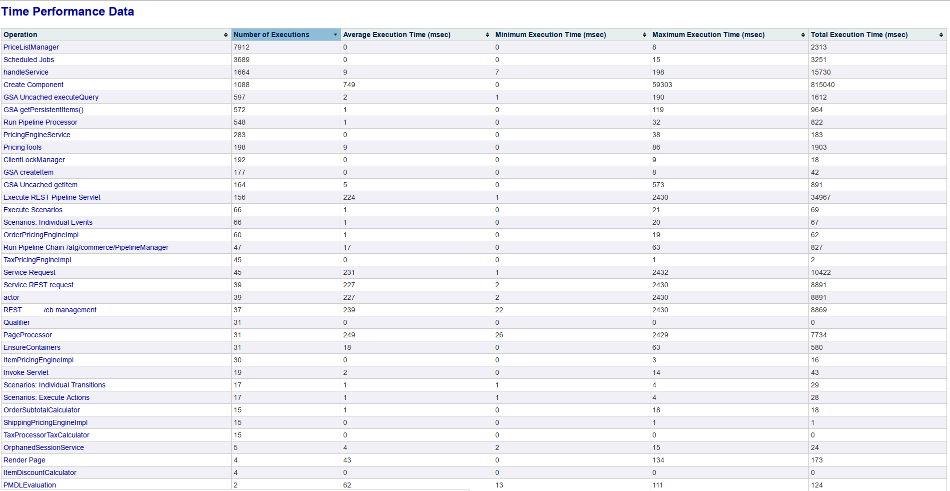 Time Performance Data
Operation Number of Executions Average Execution Time (msec) Minimum Execution Time (msec) Maximum Execution Time (msec) Total Execution Time (msec)
PriceListManager 7912 0 0 8 2313
Scheduled Jobs 3689 0 0 15 3251
handleService 1664 9 7 198 15730
Create Component 1088 749 0 59303 815040
GSA Uncached executeQuery 597 2 1 190 1612
GSA getPersistentItems() 572 1 0 119 964
Run Pipeline Processor 548 1 0 32 822
PricingEngineService 283 0 0 38 183
PricingTools 198 9 0 86 1903
ClientLockManager 192 0 0 9 18
GSA createItem 177 0 0 8 42
GSA Uncached getItem 164 5 0 573 891
Execute REST Pipeline Servlet 156 224 1 2430 34967
Execute Scenarios 66 1 0 21 69
Scenarios: Individual Events 66 1 0 20 67
OrderPricingEngineImpl 60 1 0 19 62
Run Pipeline Chain /atg/commerce/PipelineManager 47 17 0 63 827
TaxPricingEngineImpl 45 0 0 1 2
Service Request 45 231 1 2432 10422
Service REST request 39 227 2 2430 8891
actor 39 227 2 2430 8891
REST eb management 37 239 22 2430 8869
Qualifier 31 0 0 0 0
PageProcessor 31 249 26 2429 7734
EnsureContainers 31 18 0 63 580
ItemPricingEngineImpl 30 0 0 3 16
Invoke Servlet 19 2 0 14 43
Scenarios: Individual Transitions 17 1 1 4 29
Scenarios: Execute Actions 17 1 1 4 28
OrderSubtotalCalculator 15 1 0 18 18
ShippingPricingEngineImpl 15 0 0 1 1
TaxProcessorTaxCalculator 15 0 0 0 0
OrphanedSessionService 5 4 2 15 24
Render Page 4 43 0 134 173
ItemDiscountCalculator 4 0 0 0 0
PMDLEvaluation 2 62 13 111 124